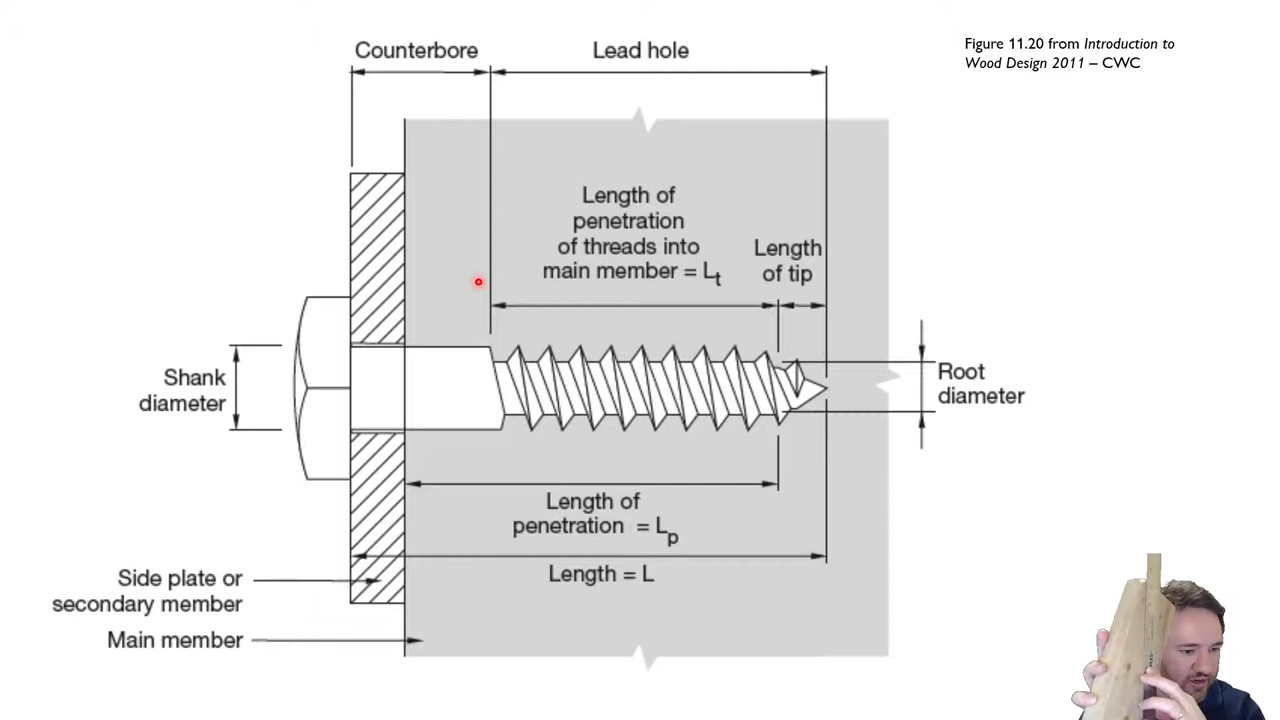 Counterbore
Lead hole
Figure 11.20 from Introduction to
Wood Design 2011 – CWC
Length of
penetration
of threads into
main member = Lt
Length
of tip
Shank
diameter
Root
diameter
Length of
penetration = Lp
Length = L
Side plate or
secondary member
Main member